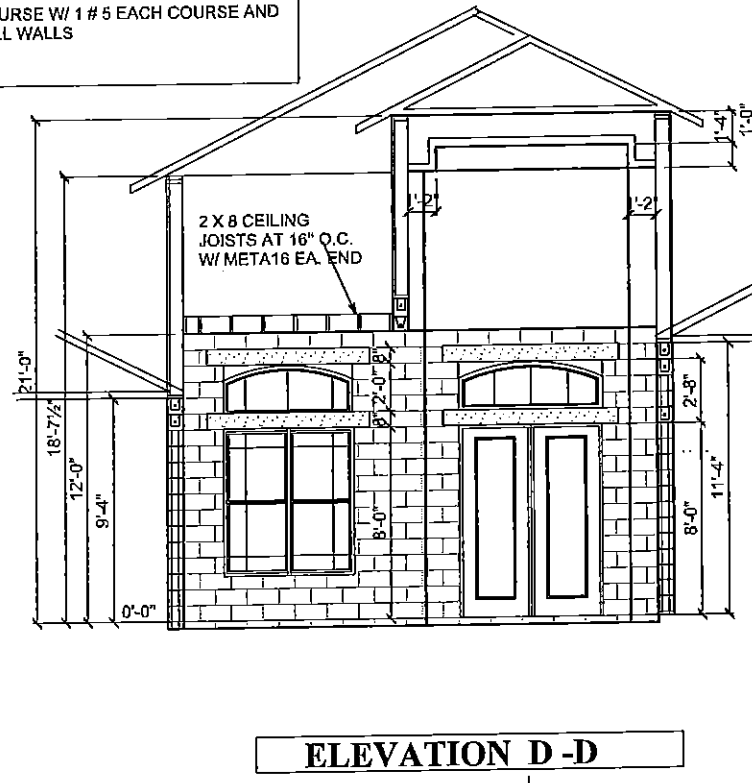 URSE W/ 1 # 5 EACH COURSE AND
LL WALLS
1'-4"
1'-0"
1'-2"
1'-2"
2 X 8 CEILING
JOISTS AT 16" O.C.
W/ META16 EA. END
21'-0"
18'-7½"
12'-0"
9'-4"
0'-0"
8"
2'-0"
8"
8'-0"
2'-8"
8'-0"
11'-4"
ELEVATION D-D